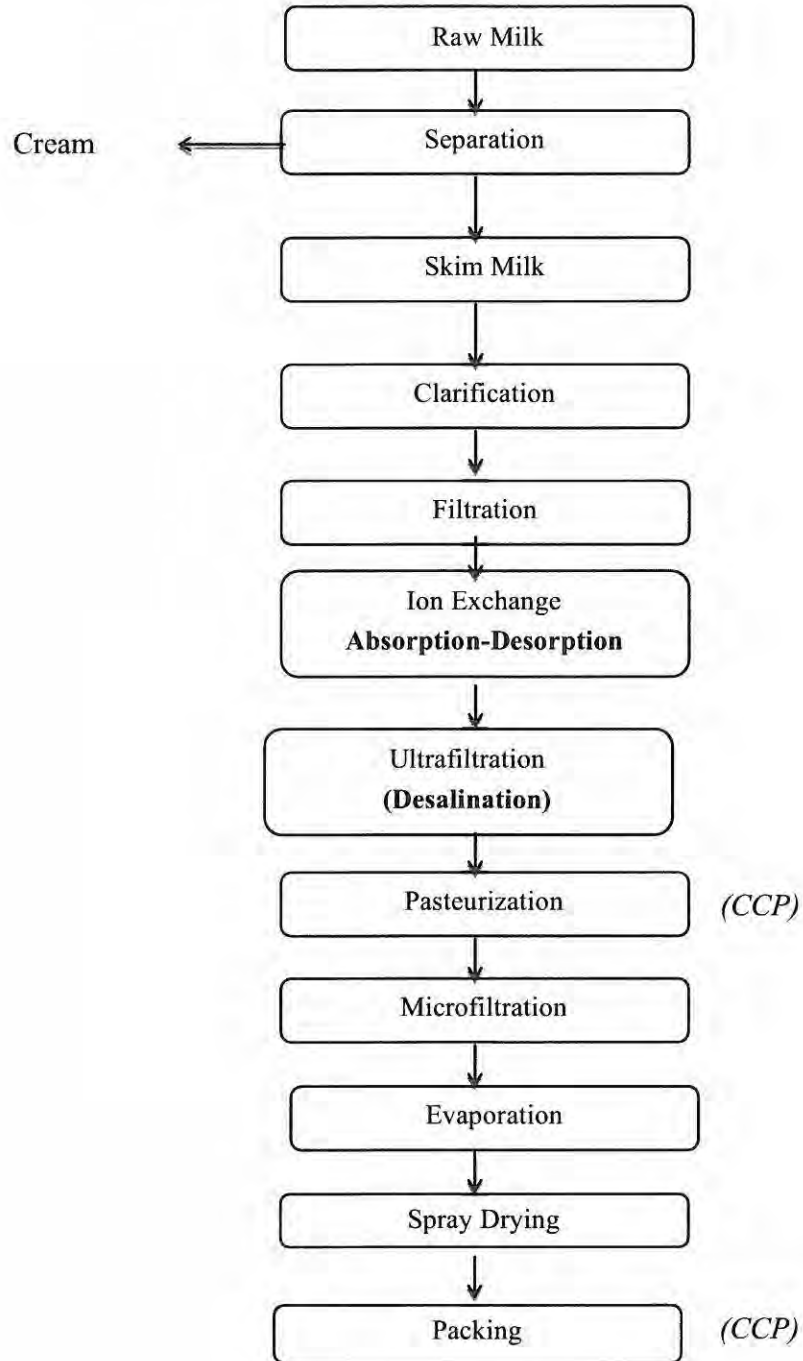 Raw Milk
Cream
Separation
Skim Milk
Clarification
Filtration
Ion Exchange
Absorption-Desorption
Ultrafiltration
(Desalination)
Pasteurization
(CCP)
Microfiltration
Evaporation
Spray Drying
Packing
(CCP)